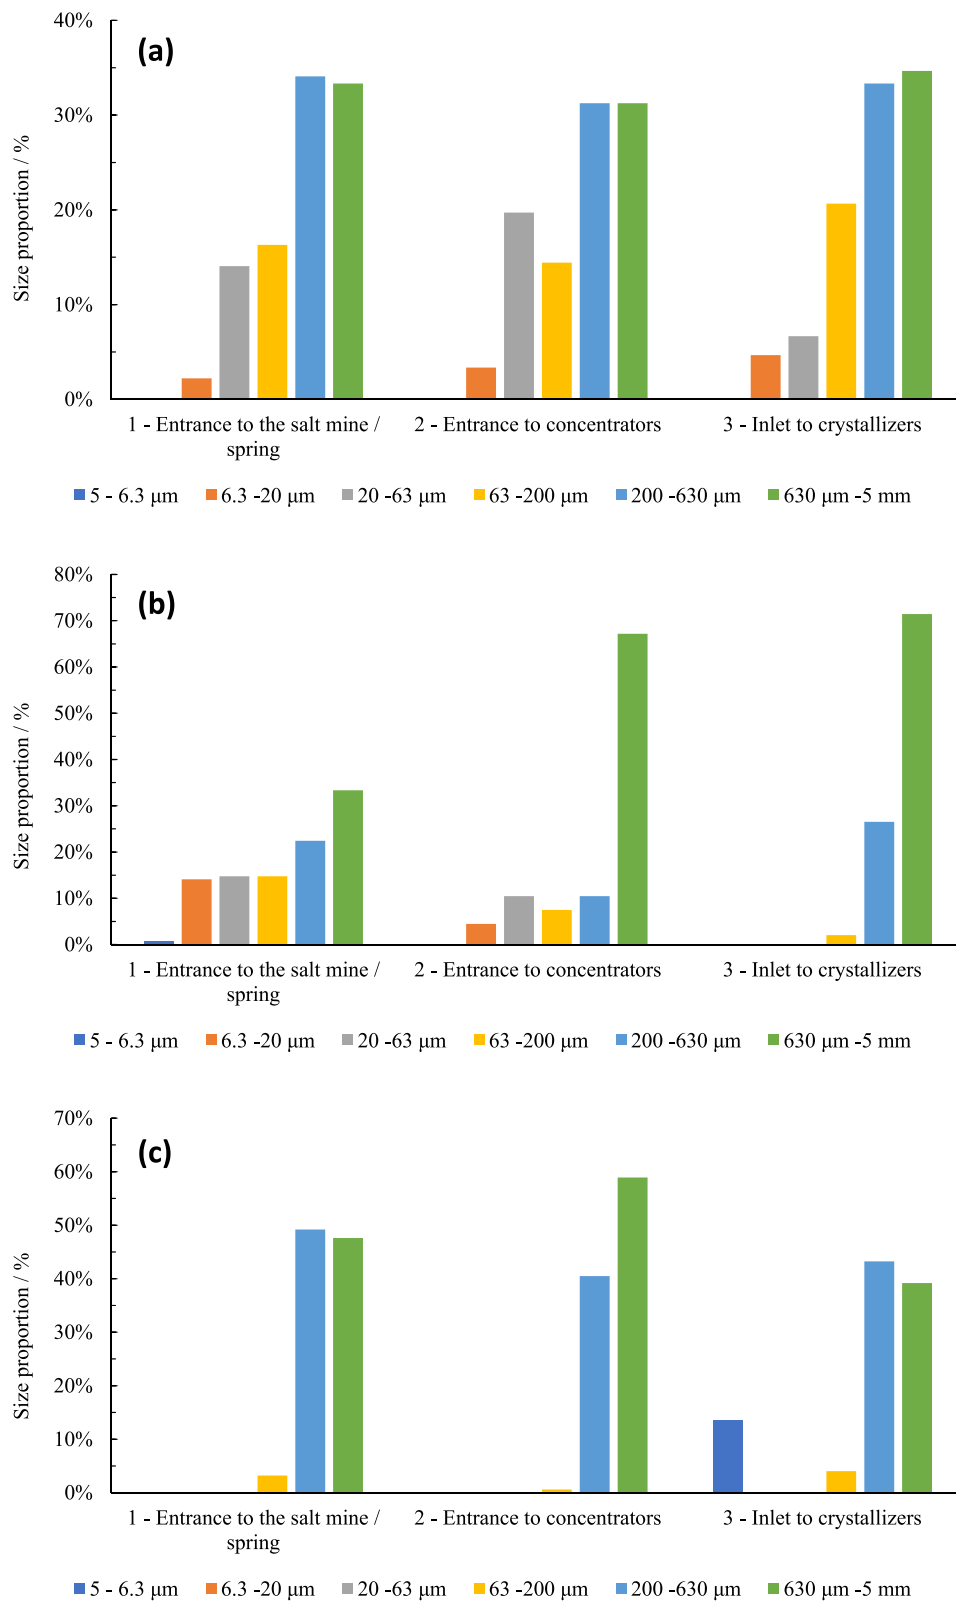 (a)
40%
30%
20%
10%
0%
Size proportion / %
1 - Entrance to the salt mine /
spring
2 - Entrance to concentrators
3 - Inlet to crystallizers
5 - 6.3 μm
6.3 -20 μm
20 -63 μm
63 -200 μm
200 -630 μm
630 μm -5 mm
(b)
80%
70%
60%
50%
40%
30%
20%
10%
0%
Size proportion / %
1 - Entrance to the salt mine /
spring
2 - Entrance to concentrators
3 - Inlet to crystallizers
5 - 6.3 μm
6.3 -20 μm
20 -63 μm
63 -200 μm
200 -630 μm
630 μm -5 mm
(c)
70%
60%
50%
40%
30%
20%
10%
0%
Size proportion / %
1 - Entrance to the salt mine /
spring
2 - Entrance to concentrators
3 - Inlet to crystallizers
5 - 6.3 μm
6.3 -20 μm
20 -63 μm
63 -200 μm
200 -630 μm
630 μm -5 mm